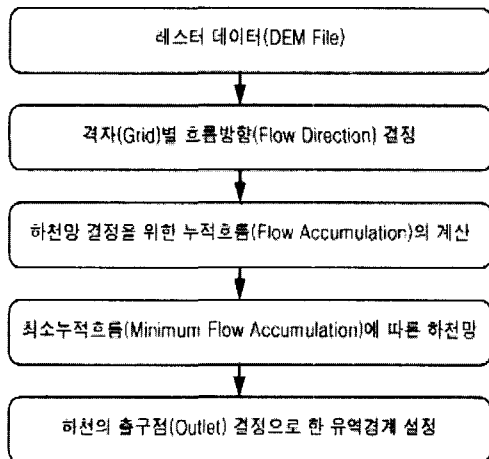 레스터 데이터(DEM File)
격자(Grid)별 흐름방향(Flow Direction) 결정
하천망 결정을 위한 누적흐름(Flow Accumulation)의 계산
최소누적흐름(Minimum Flow Accumulation)에 따른 하천망
하천의 출구점(Outlet) 결정으로 한 유역경계 설정